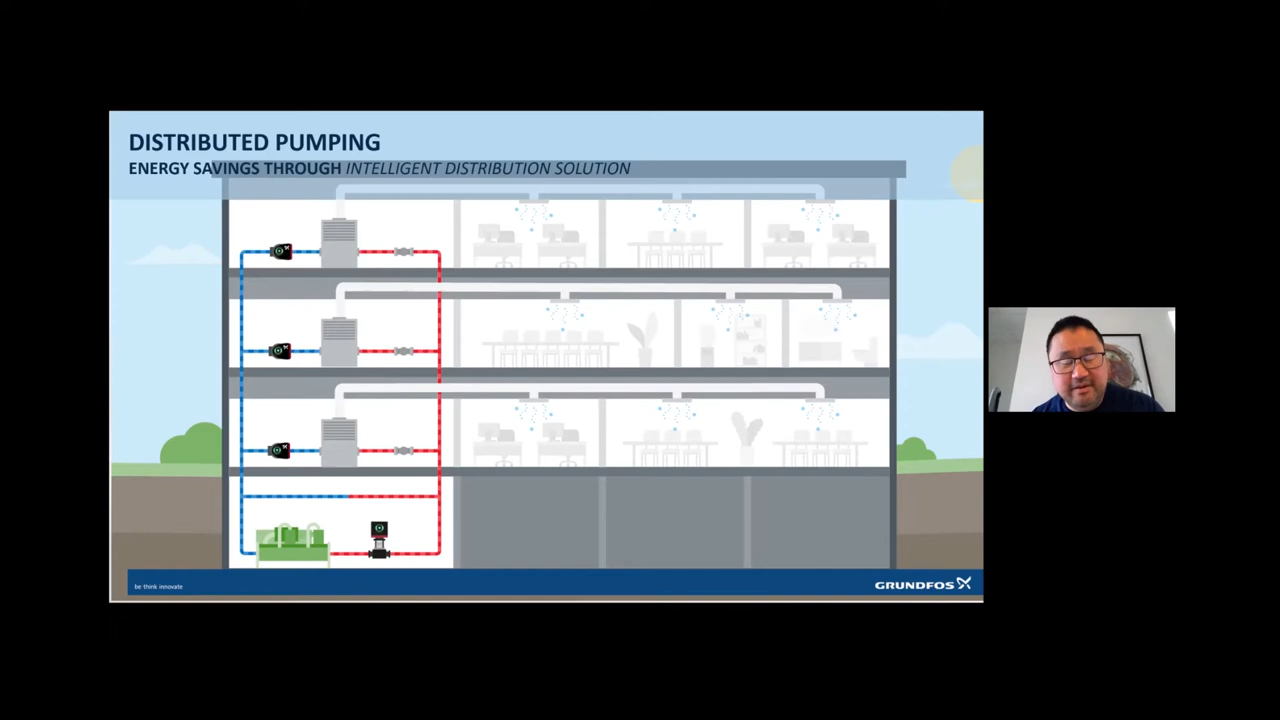 DISTRIBUTED PUMPING
ENERGY SAVINGS THROUGH INTELLIGENT DISTRIBUTION SOLUTION
be think innovate
GRUNDFOS